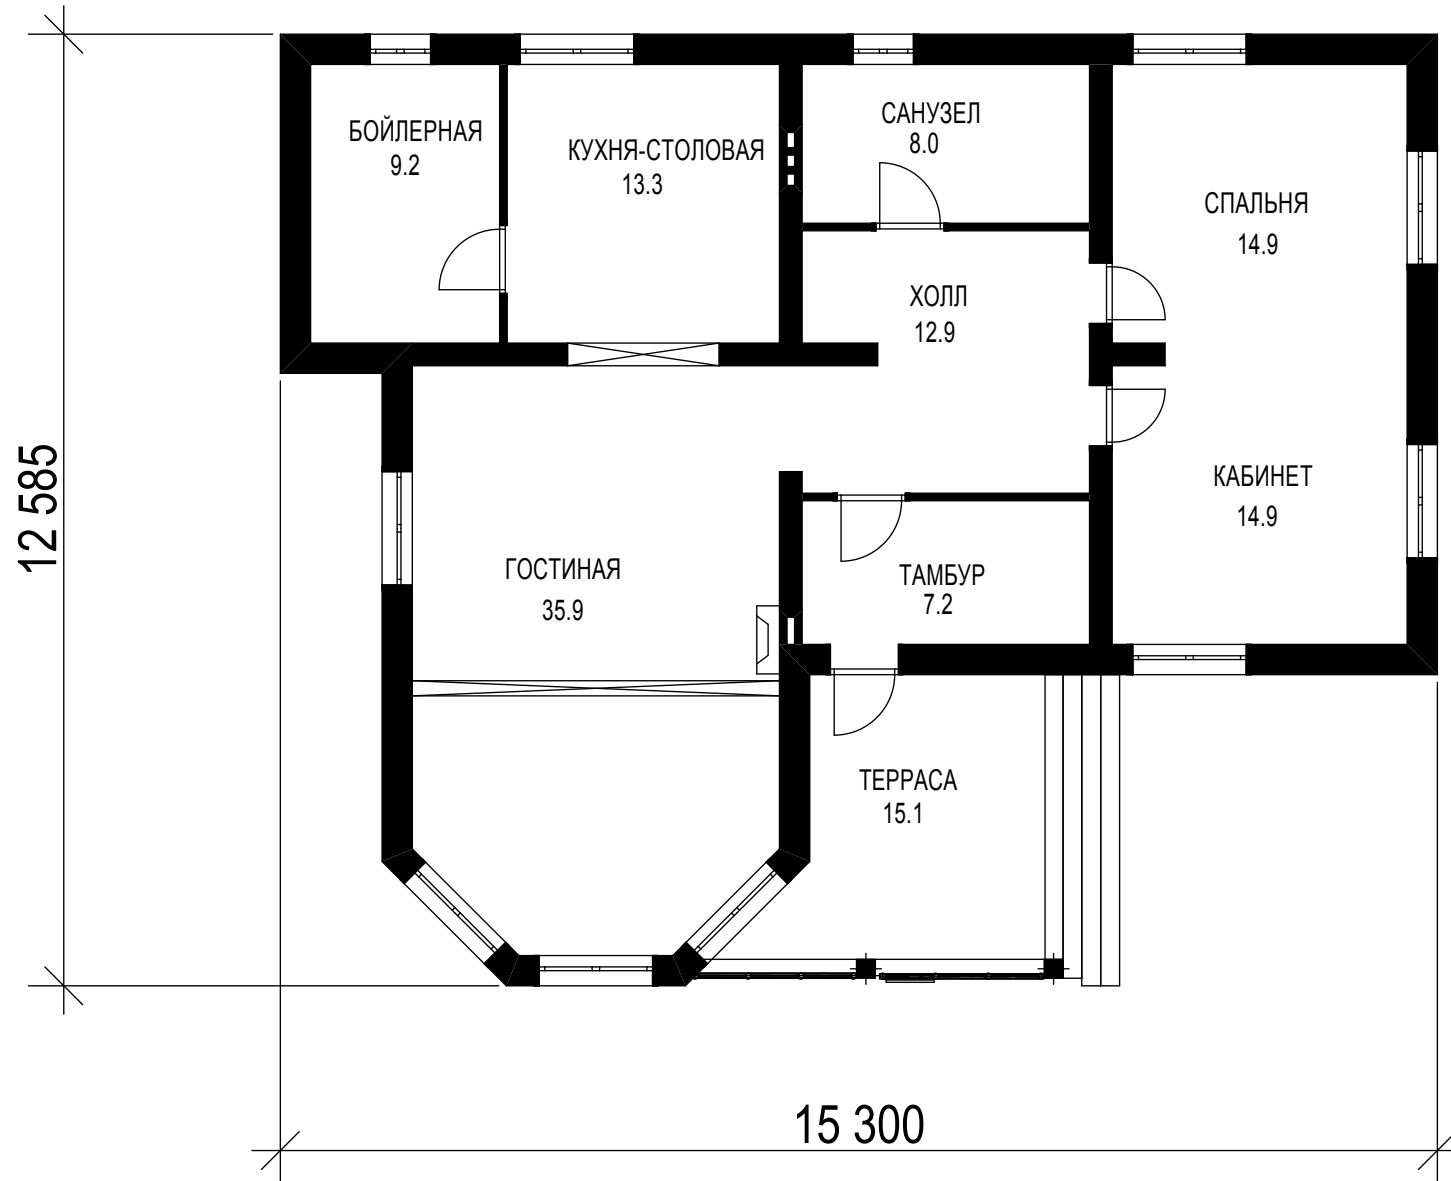 БОЙЛЕРНАЯ
9.2
КУХНЯ-СТОЛОВАЯ
13.3
САНУЗЕЛ
8.0
СПАЛЬНЯ
14.9
ХОЛЛ
12.9
КАБИНЕТ
14.9
ГОСТИНАЯ
35.9
ТАМБУР
7.2
ТЕРРАСА
15.1
12 585
15 300